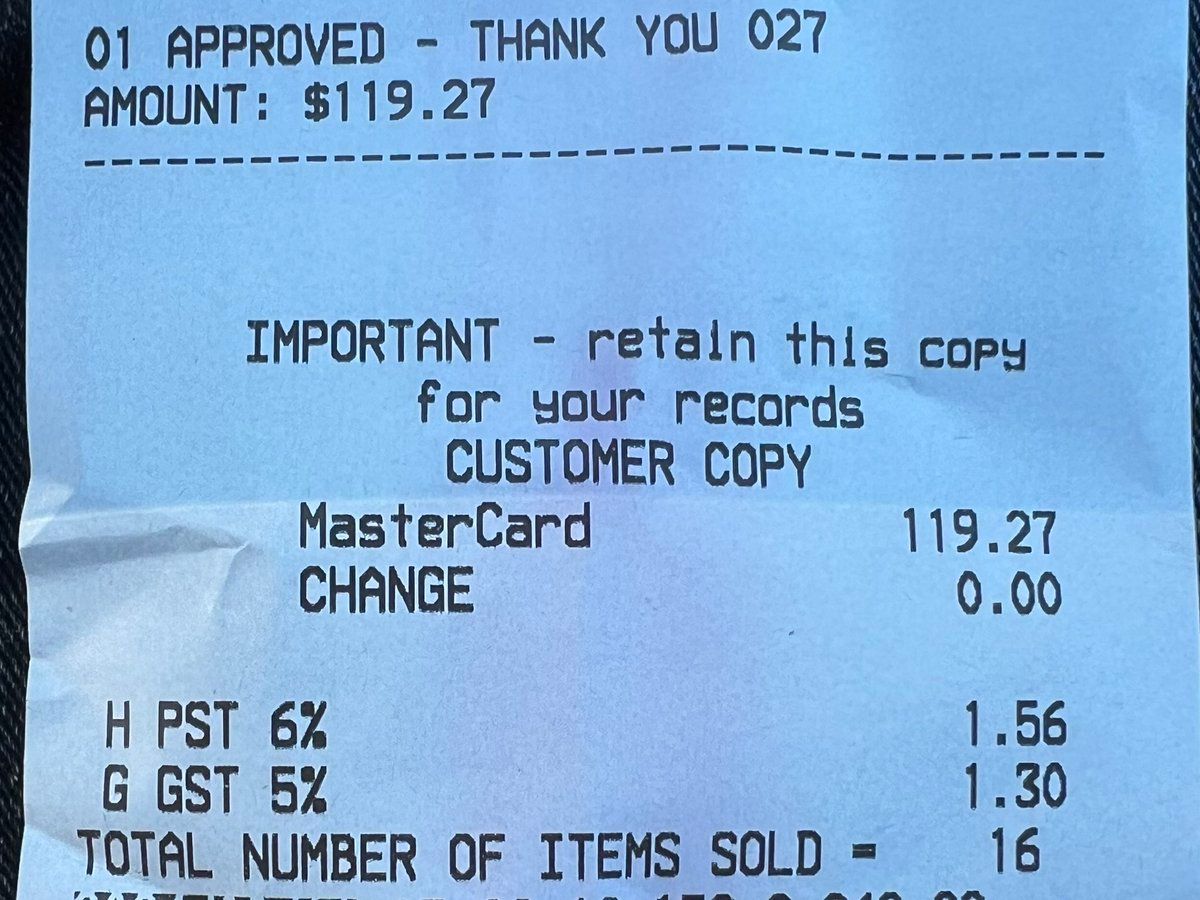 01 APPROVED - THANK YOU 027
AMOUNT: $119.27
-------------------------------------
IMPORTANT - retain this copy
for your records
CUSTOMER COPY
MasterCard 119.27
CHANGE 0.00
H PST 6% 1.56
G GST 5% 1.30
TOTAL NUMBER OF ITEMS SOLD = 16